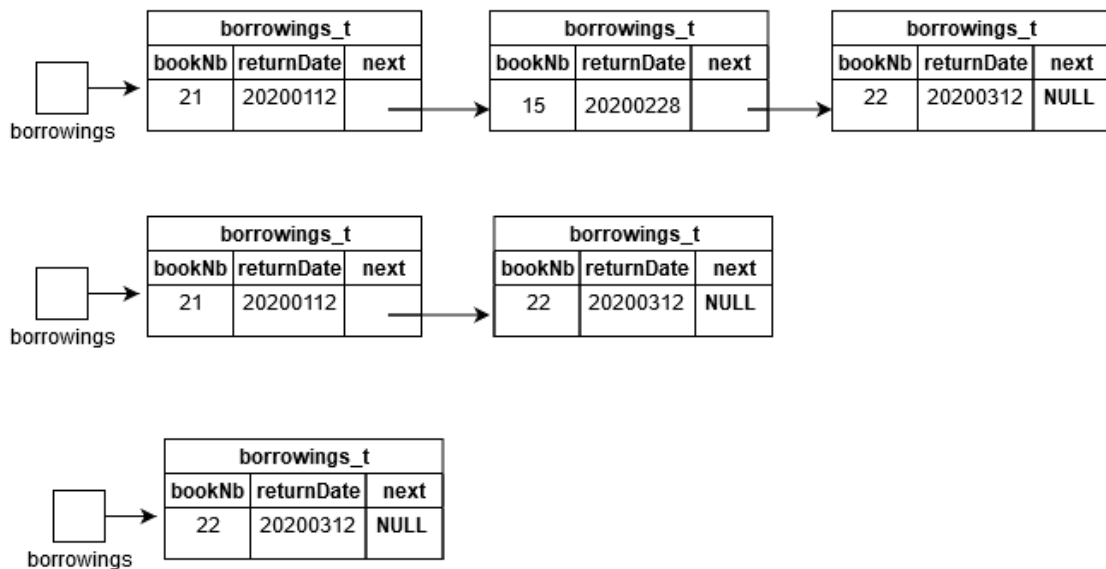 borrowings_t borrowings_t borrowings_t
bookNb returnDate next bookNb returnDate next bookNb returnDate next
21 20200112 15 20200228 22 20200312 NULL
borrowings
borrowings_t borrowings_t
bookNb returnDate next bookNb returnDate next
21 20200112 22 20200312 NULL
borrowings
borrowings_t
bookNb returnDate next
22 20200312 NULL
borrowings